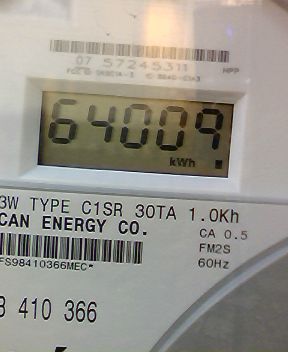 07 57245311
HPP
64009
kWh
3W TYPE C1SR 30TA 1.0Kh
CAN ENERGY CO.
CA 0.5
FM2S
FS98410366MEC*
60Hz
410 366